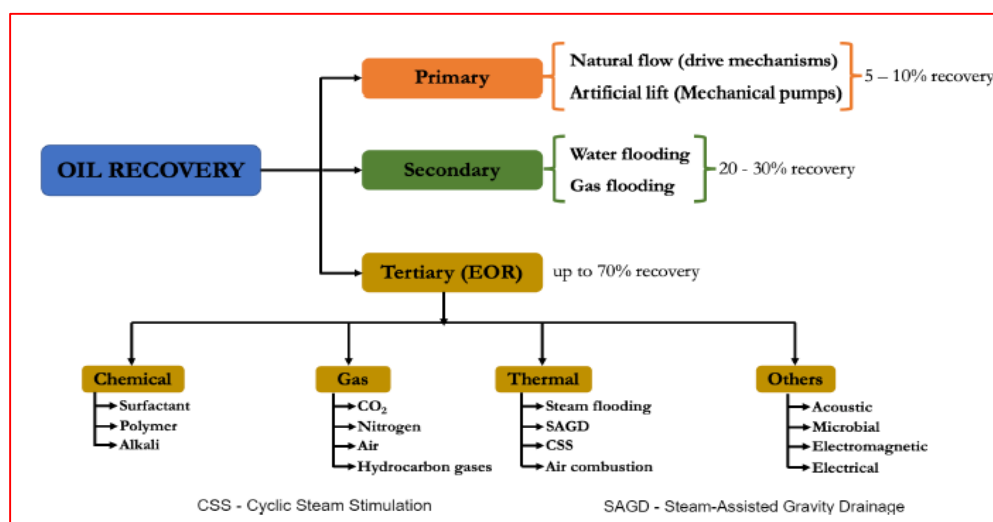 Primary
Natural flow (drive mechanisms)
Artificial lift (Mechanical pumps)
5 – 10% recovery
OIL RECOVERY
Secondary
Water flooding
Gas flooding
20 - 30% recovery
Tertiary (EOR)
up to 70% recovery
Chemical
Surfactant
Polymer
Alkali
Gas
CO₂
Nitrogen
Air
Hydrocarbon gases
Thermal
Steam flooding
SAGD
CSS
Air combustion
Others
Acoustic
Microbial
Electromagnetic
Electrical
CSS - Cyclic Steam Stimulation
SAGD - Steam-Assisted Gravity Drainage